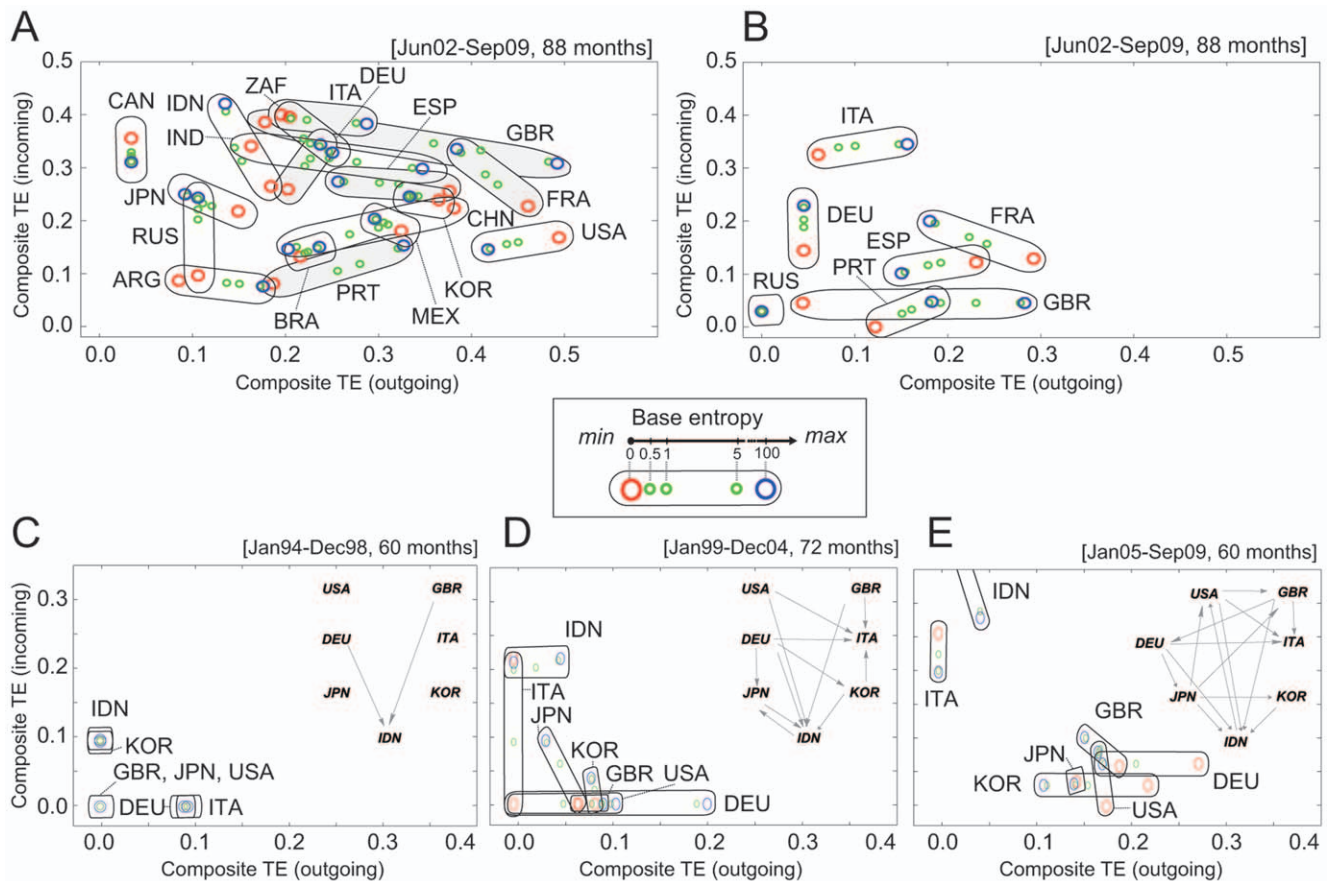 A
[Jun02-Sep09, 88 months]
Composite TE (incoming)
0.5
0.4
0.3
0.2
0.1
0.0
CAN
IDN
ZAF
ITA
DEU
ESP
GBR
IND
JPN
RUS
FRA
CHN
USA
ARG
BRA
PRT
MEX
KOR
0.0 0.1 0.2 0.3 0.4 0.5
Composite TE (outgoing)
B
[Jun02-Sep09, 88 months]
Composite TE (incoming)
0.5
0.4
0.3
0.2
0.1
0.0
ITA
DEU
FRA
ESP
PRT
RUS
GBR
0.0 0.1 0.2 0.3 0.4 0.5
Composite TE (outgoing)
Base entropy
min max
0 0.5 1 5 100
C
[Jan94-Dec98, 60 months]
Composite TE (incoming)
0.3
0.2
0.1
0.0
USA GBR
DEU ITA
JPN KOR
IDN
IDN
KOR
GBR, JPN, USA
DEU ITA
0.0 0.1 0.2 0.3 0.4
Composite TE (outgoing)
D
[Jan99-Dec04, 72 months]
USA GBR
DEU ITA
JPN KOR
IDN
IDN
ITA
JPN
KOR
GBR USA
DEU
0.0 0.1 0.2 0.3 0.4
Composite TE (outgoing)
E
[Jan05-Sep09, 60 months]
IDN
USA GBR
DEU ITA
JPN KOR
IDN
ITA
GBR
JPN
KOR
DEU
USA
0.0 0.1 0.2 0.3 0.4
Composite TE (outgoing)